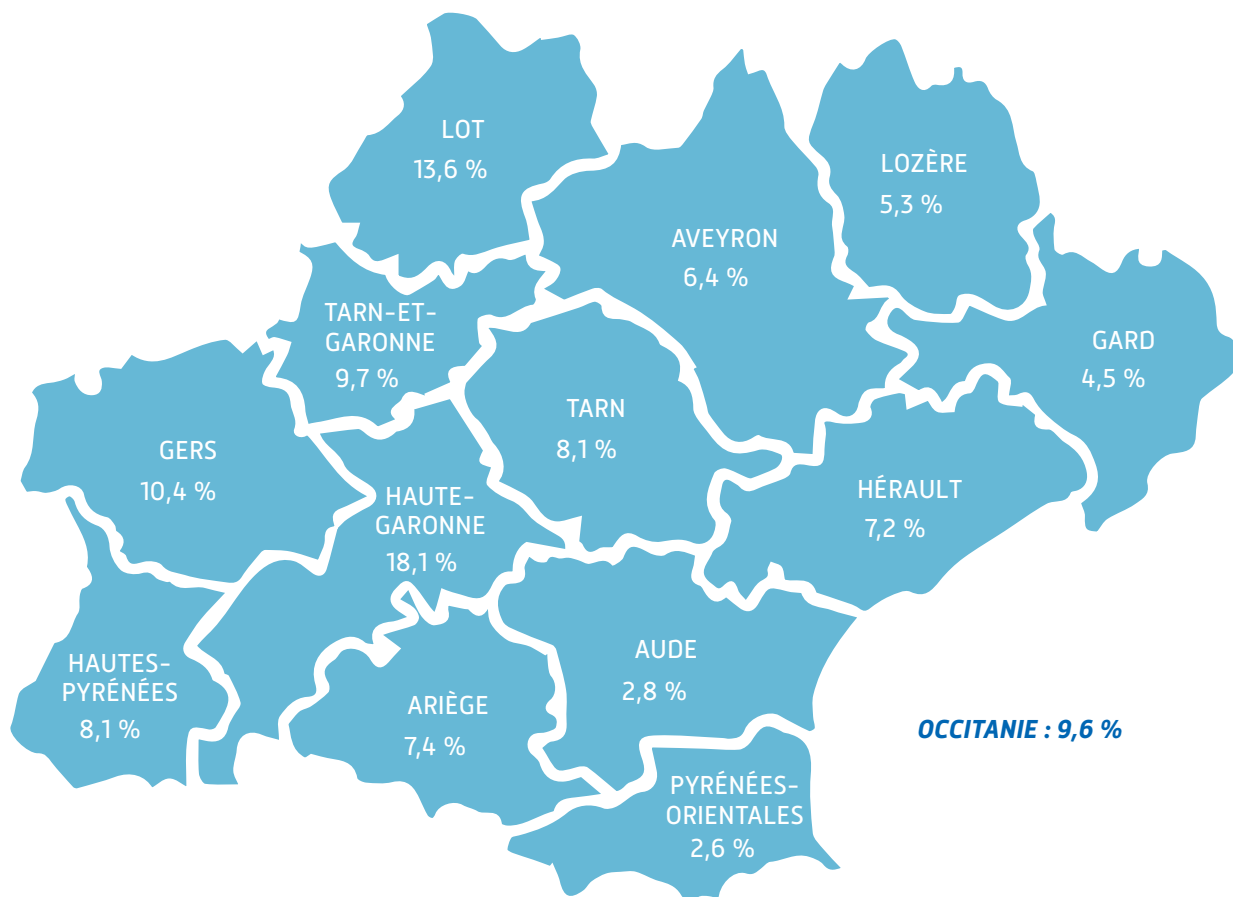 LOT
13,6 %
LOZÈRE
5,3 %
AVEYRON
6,4 %
TARN-ET-
GARONNE
9,7 %
GARD
4,5 %
TARN
8,1 %
GERS
10,4 %
HAUTE-
GARONNE
18,1 %
HÉRAULT
7,2 %
HAUTES-
PYRÉNÉES
8,1 %
ARIÈGE
7,4 %
AUDE
2,8 %
OCCITANIE : 9,6 %
PYRÉNÉES-
ORIENTALES
2,6 %